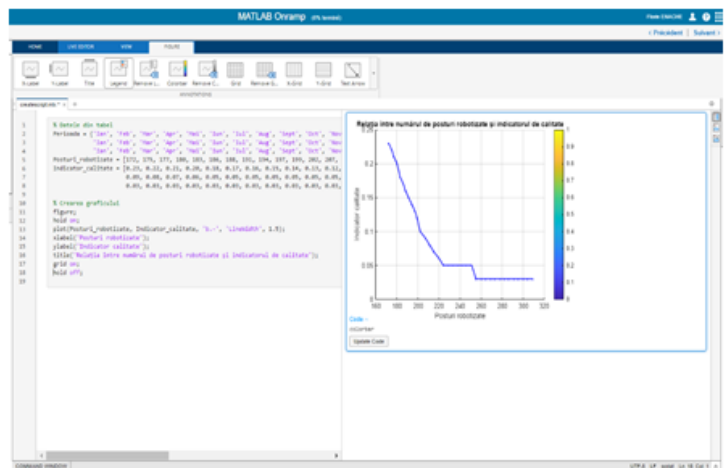 MATLAB Onramp
< Précédent | Suivant >
HOME LIVE EDITOR VIEW FIGURE
X-Label Y-Label Title Legend Remove L... Colorbar Remove C... Grid Remove G... X-Grid Y-Grid
ANNOTATIONS
1
2 % Datele din tabel
3 Perioada = {'Ian', 'Feb', 'Mar', 'Apr', 'Mai', 'Iun', 'Iul', 'Aug', 'Sept', 'Oct', 'Nov
'Ian', 'Feb', 'Mar', 'Apr', 'Mai', 'Iun', 'Iul', 'Aug', 'Sept', 'Oct', 'Nov
'Ian', 'Feb', 'Mar', 'Apr', 'Mai', 'Iun', 'Iul', 'Aug', 'Sept', 'Oct', 'Nov
Posturi_robotizate = [172, 175, 177, 180, 183, 186, 188, 191, 194, 197, 199, 202, 207,
Indicator_calitate = [0.23, 0.22, 0.21, 0.20, 0.18, 0.17, 0.16, 0.15, 0.14, 0.13, 0.12,
% Crearea graficului
figure;
hold on;
plot(Posturi_robotizate, Indicator_calitate, 'b.-', 'LineWidth', 1.5);
xlabel('Posturi robotizate');
ylabel('Indicator calitate');
title('Relația între numărul de posturi robotizate și indicatorul de calitate');
grid on;
hold off;
Relația între numărul de posturi robotizate și indicatorul de calitate
0.25
0.2
0.15
0.1
0.05
0
Indicator calitate
160 180 200 220 240 260 280 300 320
Posturi robotizate
1
0.9
0.8
0.7
0.6
0.5
0.4
0.3
0.2
0.1
0
Code
colorbar
Update Code
COMMAND WINDOW